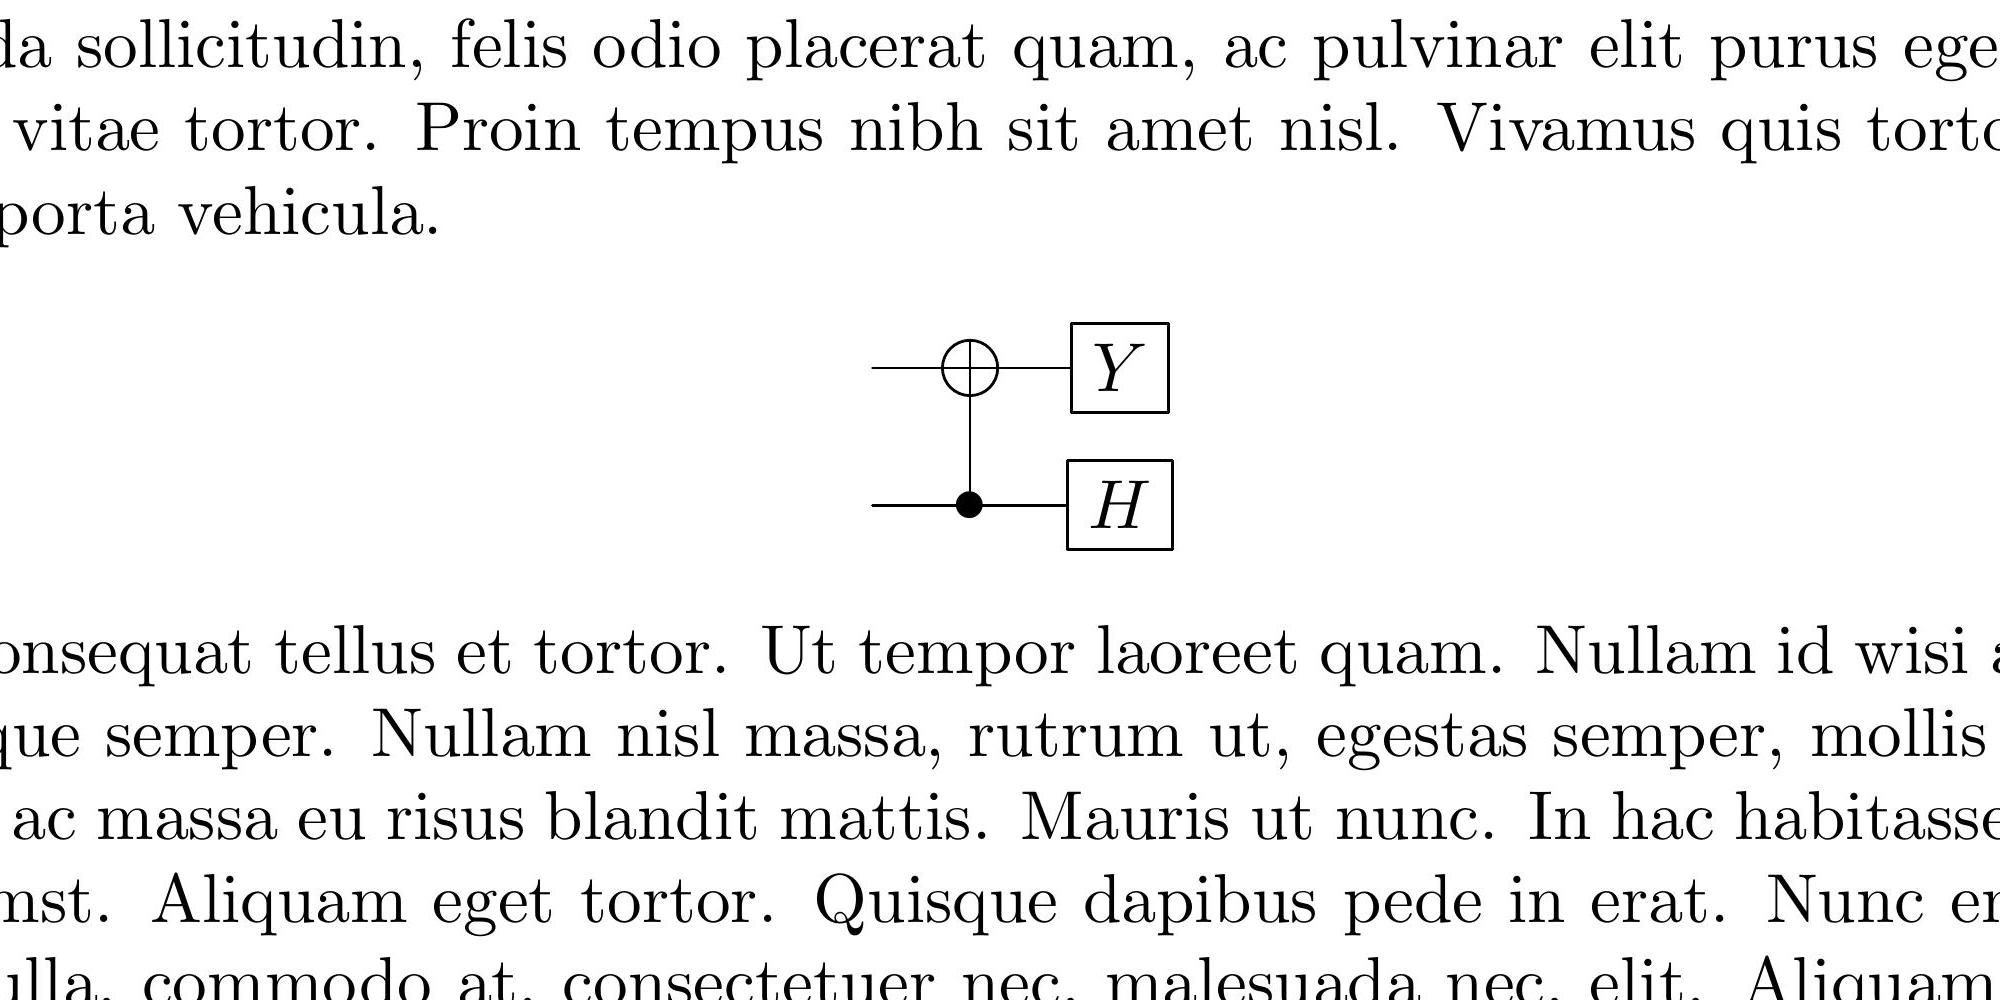 da sollicitudin, felis odio placerat quam, ac pulvinar elit purus ege
vitae tortor. Proin tempus nibh sit amet nisl. Vivamus quis torto
porta vehicula.
Y
H
onsequat tellus et tortor. Ut tempor laoreet quam. Nullam id wisi a
que semper. Nullam nisl massa, rutrum ut, egestas semper, mollis
ac massa eu risus blandit mattis. Mauris ut nunc. In hac habitasse
mst. Aliquam eget tortor. Quisque dapibus pede in erat. Nunc en
ulla, commodo at, consectetuer nec, malesuada nec, elit. Aliquam